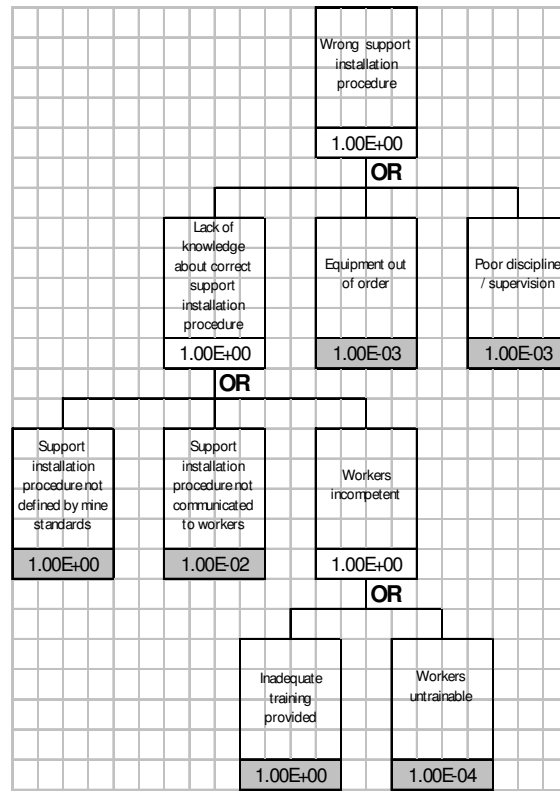 Wrong support
installation
procedure
1.00E+00
OR
Lack of
knowledge
about correct
support
installation
procedure
1.00E+00
Equipment out
of order
1.00E-03
Poor discipline
/ supervision
1.00E-03
OR
Support
installation
procedure not
defined by mine
standards
1.00E+00
Support
installation
procedure not
communicated
to workers
1.00E-02
Workers
incompetent
1.00E+00
OR
Inadequate
training
provided
1.00E+00
Workers
untrainable
1.00E-04